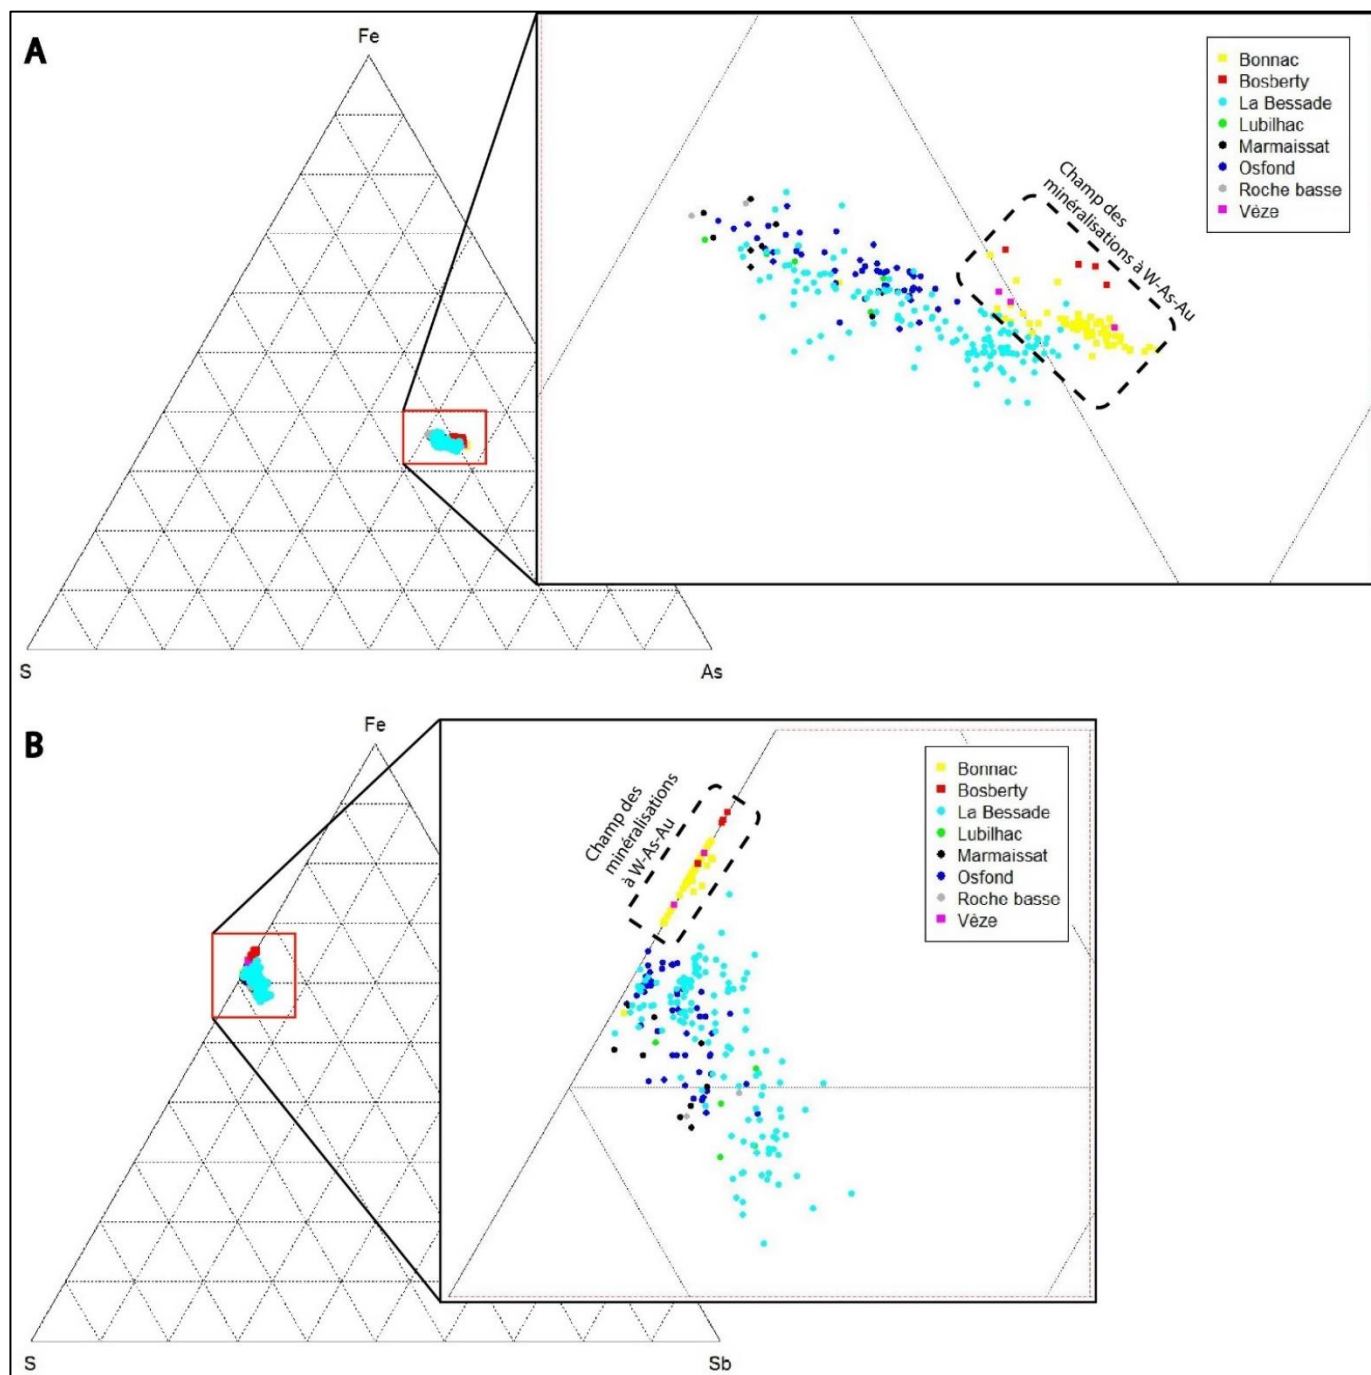 A
Fe
S
As
Bonnac
Bosberty
La Bessade
Lubilhac
Marmaissat
Osfond
Roche basse
Vèze
Champ des
minéralisations à W-As-Au
B
Fe
S
Sb
Champ des
minéralisations
à W-As-Au
Bonnac
Bosberty
La Bessade
Lubilhac
Marmaissat
Osfond
Roche basse
Vèze